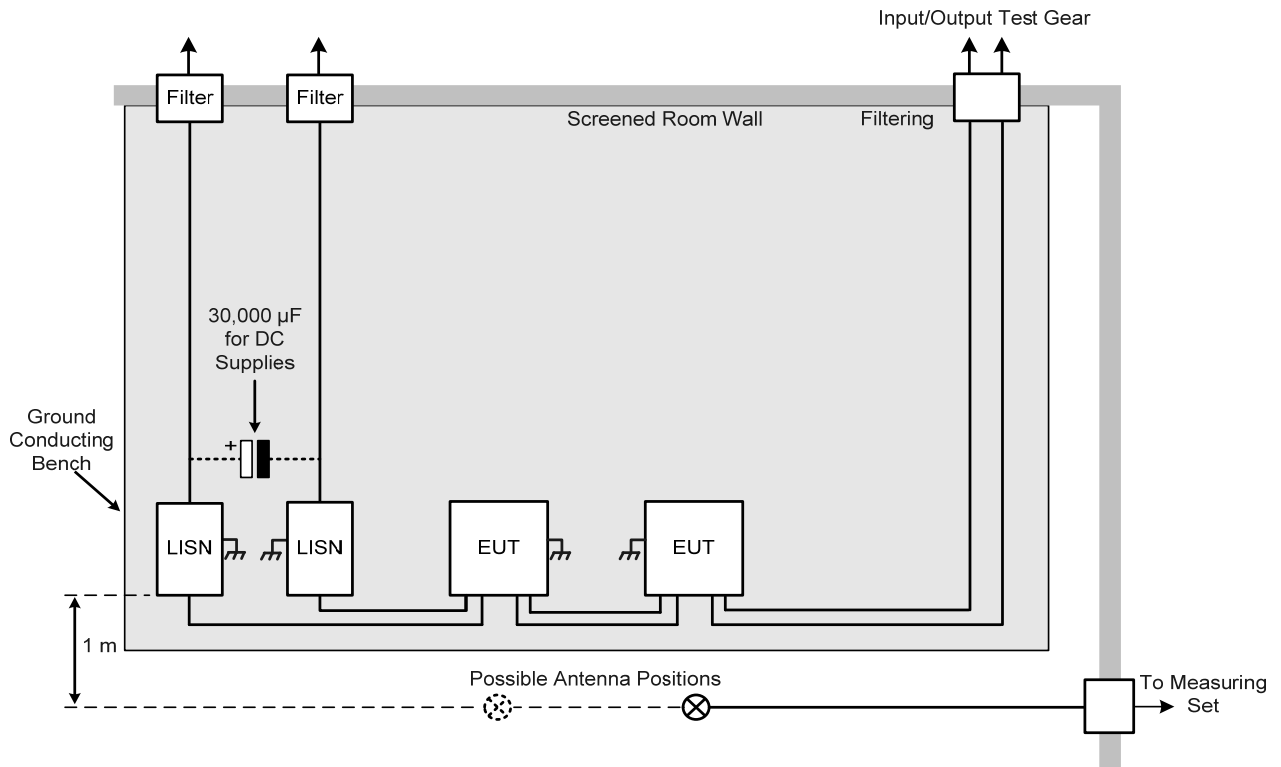 Input/Output Test Gear
Filter
Filter
Screened Room Wall
Filtering
30,000 µF
for DC
Supplies
+
Ground
Conducting
Bench
LISN
LISN
EUT
EUT
1 m
Possible Antenna Positions
To Measuring
Set